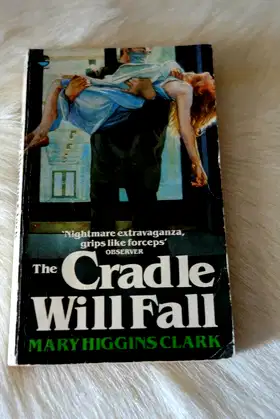 'Nightmare extravaganza,
grips like forceps'
OBSERVER
The Cradle
Will Fall
MARY HIGGINS CLARK